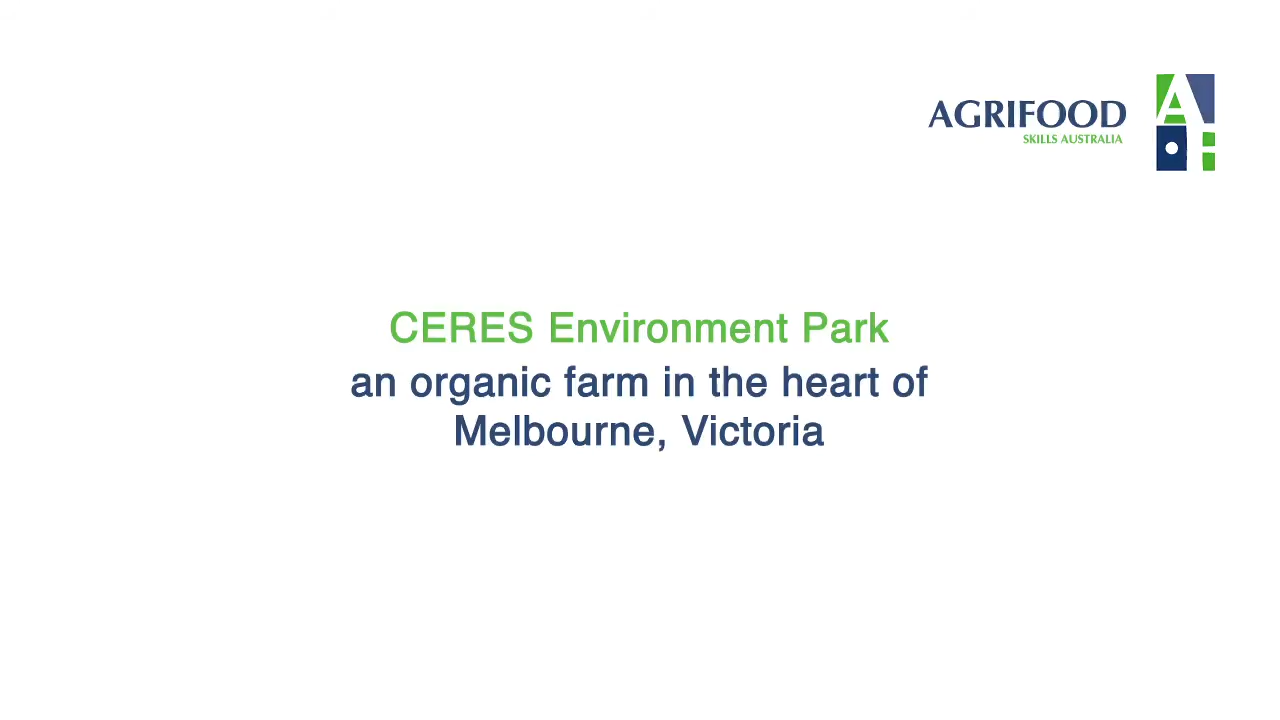 AGRIFOOD
SKILLS AUSTRALIA
CERES Environment Park
an organic farm in the heart of
Melbourne, Victoria